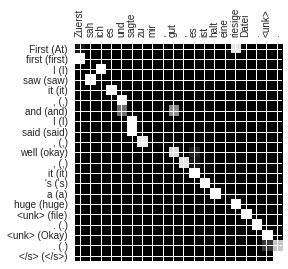 Zuerst
sah
ich
es
und
sagte
zu
mir
,
gut
,
es
ist
halt
eine
riesige
Datei
.
<unk>
.
First (At)
first (first)
I (I)
saw (saw)
it (it)
, (.)
and (and)
I (I)
said (said)
, (.)
well (okay)
, (.)
it (it)
's ('s)
a (a)
huge (huge)
<unk> (file)
. (.)
<unk> (Okay)
. (.)
</s> (</s>)